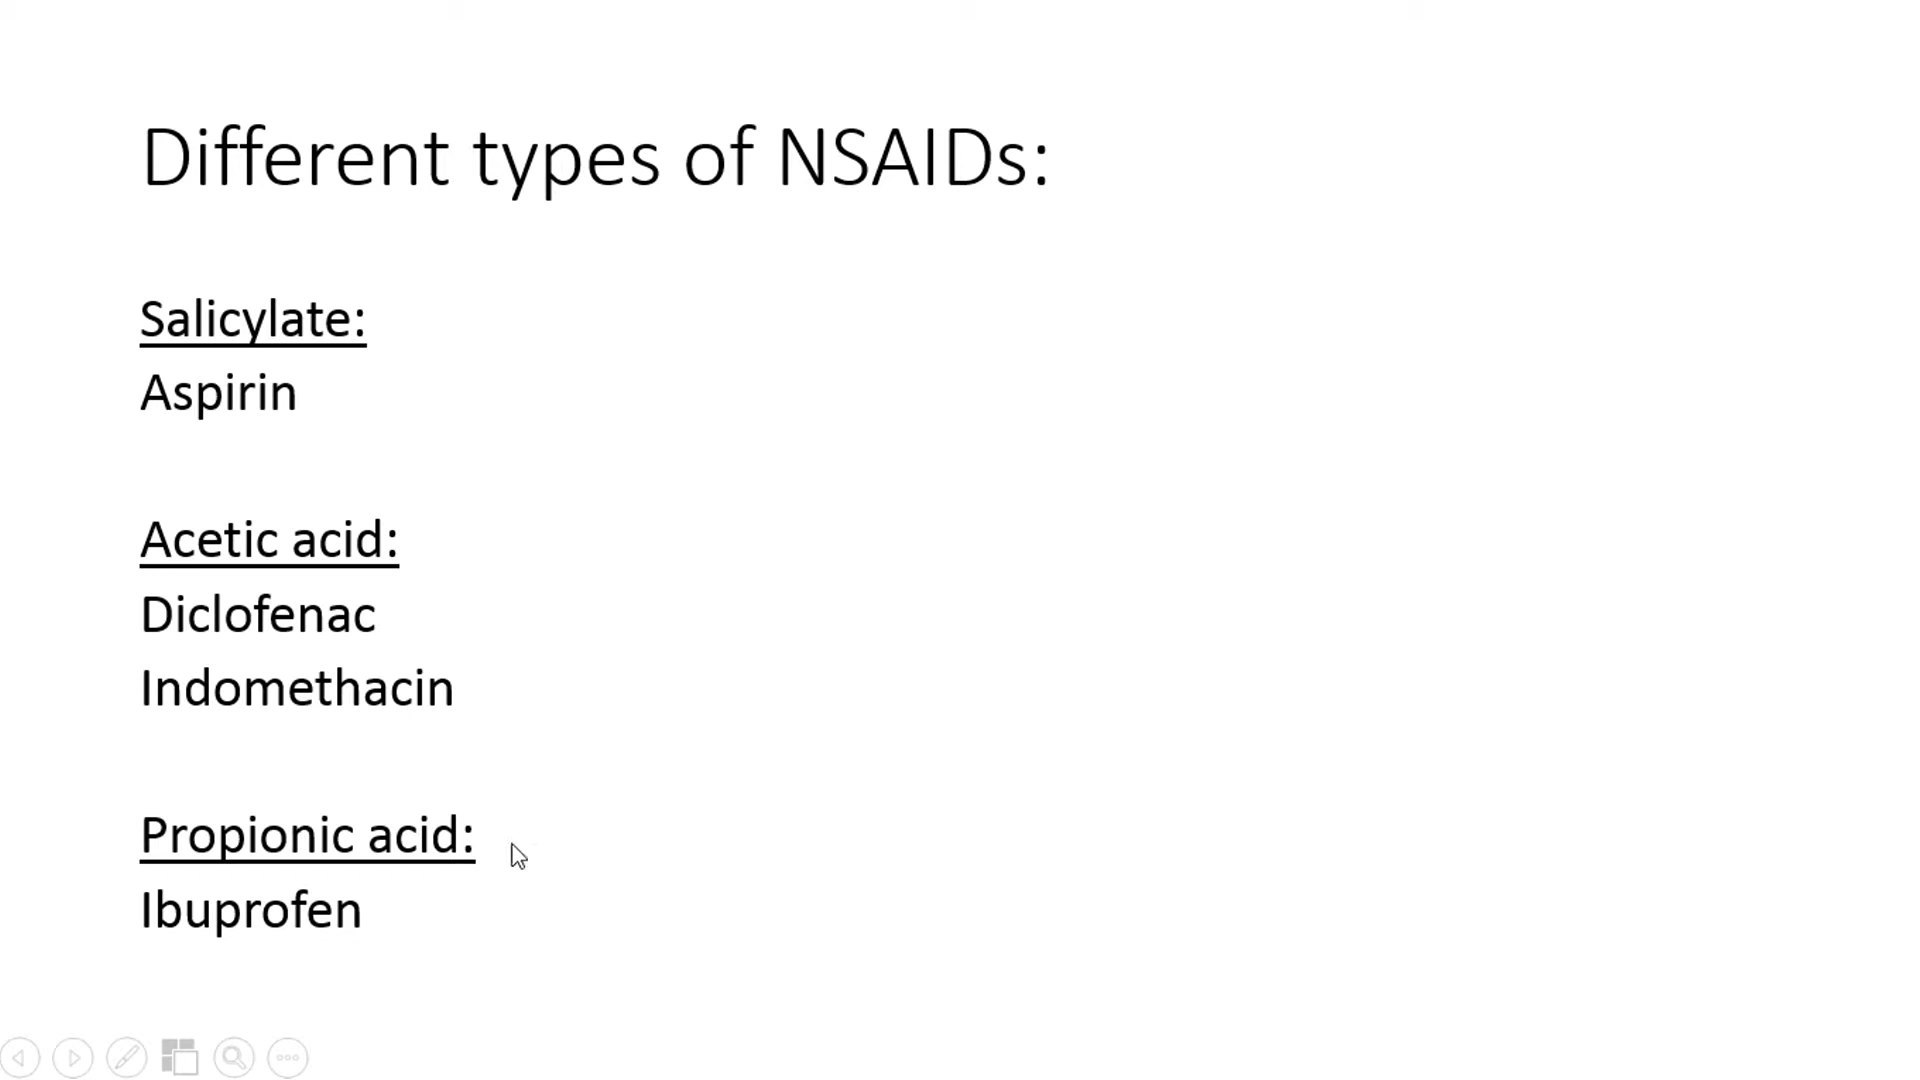 Different types of NSAIDs:
Salicylate:
Aspirin
Acetic acid:
Diclofenac
Indomethacin
Propionic acid:
Ibuprofen